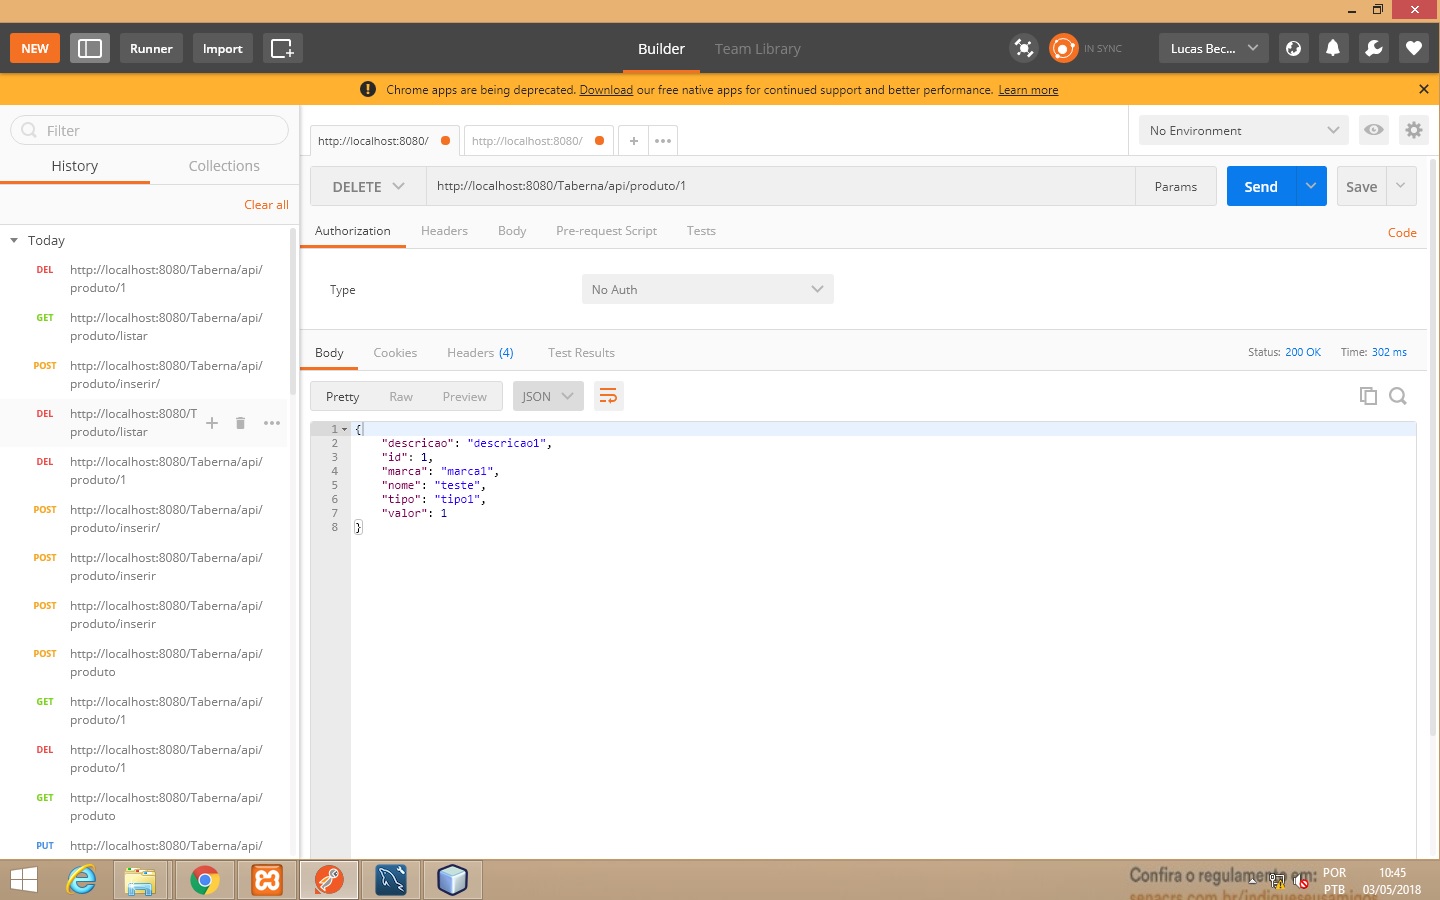 NEW
Runner
Import
Builder
Team Library
IN SYNC
Lucas Bec...
Chrome apps are being deprecated. Download our free native apps for continued support and better performance. Learn more
Filter
History
Collections
Clear all
Today
DEL http://localhost:8080/Taberna/api/
produto/1
GET http://localhost:8080/Taberna/api/
produto/listar
POST http://localhost:8080/Taberna/api/
produto/inserir/
DEL http://localhost:8080/T
produto/listar
DEL http://localhost:8080/Taberna/api/
produto/1
POST http://localhost:8080/Taberna/api/
produto/inserir/
POST http://localhost:8080/Taberna/api/
produto/inserir
POST http://localhost:8080/Taberna/api/
produto/inserir
POST http://localhost:8080/Taberna/api/
produto
GET http://localhost:8080/Taberna/api/
produto/1
DEL http://localhost:8080/Taberna/api/
produto/1
GET http://localhost:8080/Taberna/api/
produto
PUT http://localhost:8080/Taberna/api/
http://localhost:8080/
http://localhost:8080/
No Environment
DELETE
http://localhost:8080/Taberna/api/produto/1
Params
Send
Save
Authorization
Headers
Body
Pre-request Script
Tests
Code
Type
No Auth
Body
Cookies
Headers (4)
Test Results
Status: 200 OK
Time: 302 ms
Pretty
Raw
Preview
JSON
1 {
2 "descricao": "descricao1",
3 "id": 1,
4 "marca": "marca1",
5 "nome": "teste",
6 "tipo": "tipo1",
7 "valor": 1
8 }
Confira o regulamento em:
senacrs.com.br/indiqueseusamigos
POR
PTB
10:45
03/05/2018